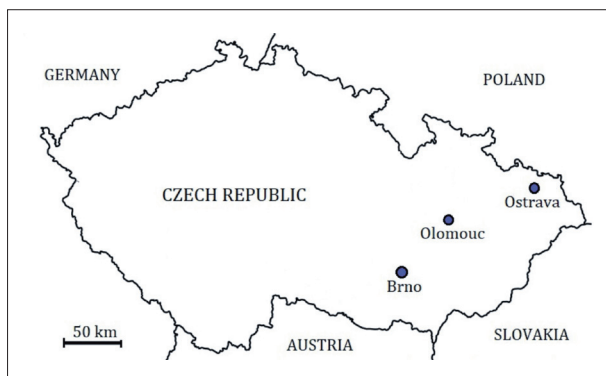 GERMANY
POLAND
CZECH REPUBLIC
Ostrava
Olomouc
Brno
50 km
SLOVAKIA
AUSTRIA